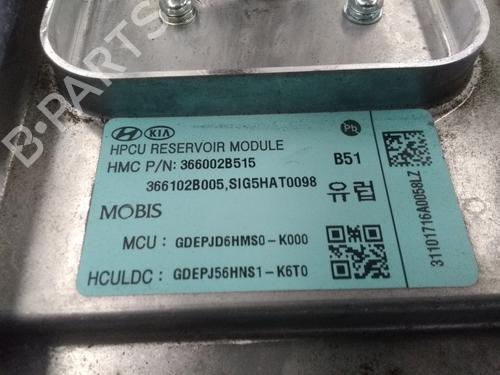 B-PARTS
HYUNDAI KIA Pb
HPCU RESERVOIR MODULE
HMC P/N: 366002B515 B51
366102B005,SIG5HAT0098 유럽
MOBIS
MCU : GDEPJD6HMS0-K000
HCULDC : GDEPJ56HNS1-K6T0
31101716A0058LZ